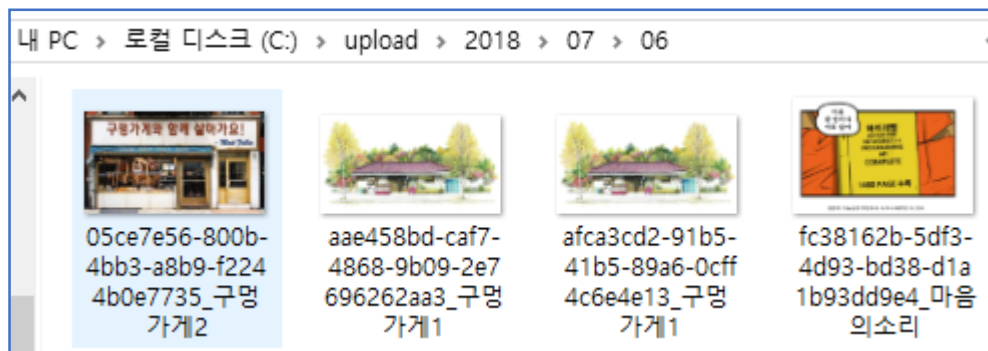 내 PC > 로컬 디스크 (C:) > upload > 2018 > 07 > 06
구멍가게와 함께 살아가요!
05ce7e56-800b-
4bb3-a8b9-f224
4b0e7735_구멍
가게2
aae458bd-caf7-
4868-9b09-2e7
696262aa3_구멍
가게1
afca3cd2-91b5-
41b5-89a6-0cff
4c6e4e13_구멍
가게1
COMPLETE
1400 PAGE 수록
fc38162b-5df3-
4d93-bd38-d1a
1b93dd9e4_마음
의소리